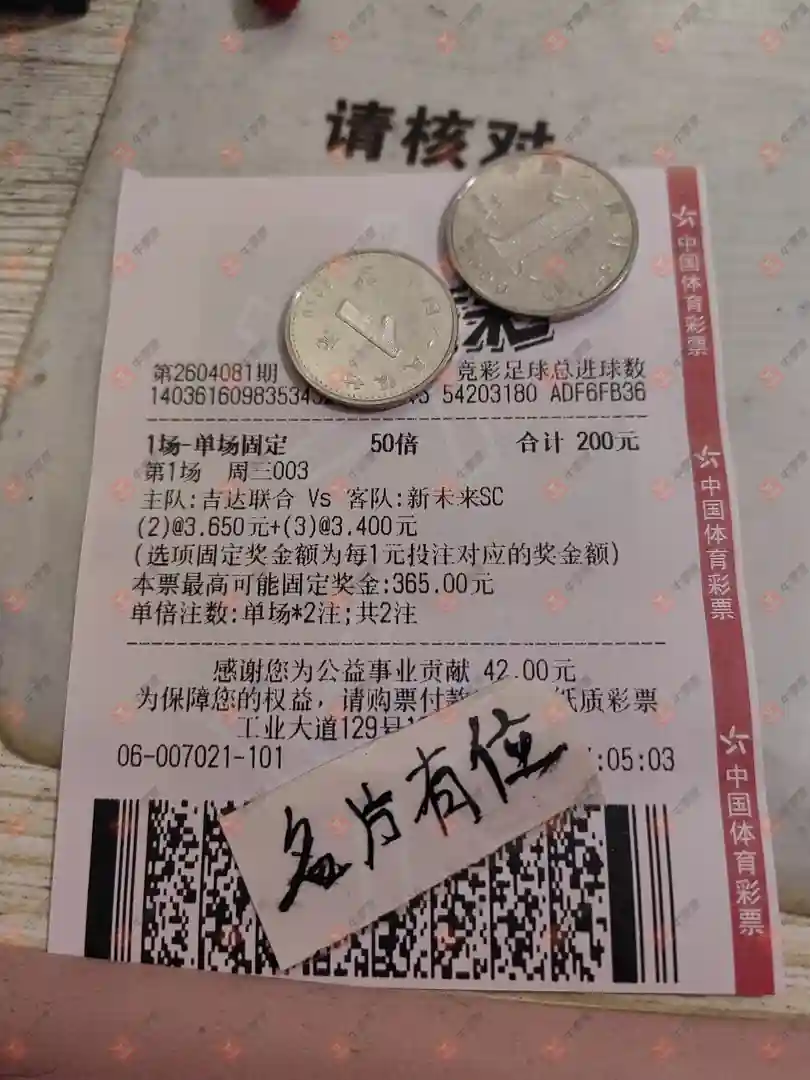 请核对
中国体育彩票
第2604081期 竞彩足球总进球数
54203180 ADF6FB36
1场-单场固定 50倍 合计 200元
第1场 周三003
主队:吉达联合 Vs 客队:新未来SC
(2)@3.650元+(3)@3.400元
(选项固定奖金额为每1元投注对应的奖金额)
本票最高可能固定奖金:365.00元
单倍注数:单场*2注;共2注
中国体育彩票
感谢您为公益事业贡献 42.00元
为保障您的权益，请购票付款 纸质彩票
工业大道129号
06-007021-101 :05:03
名片有位
中国体育彩票